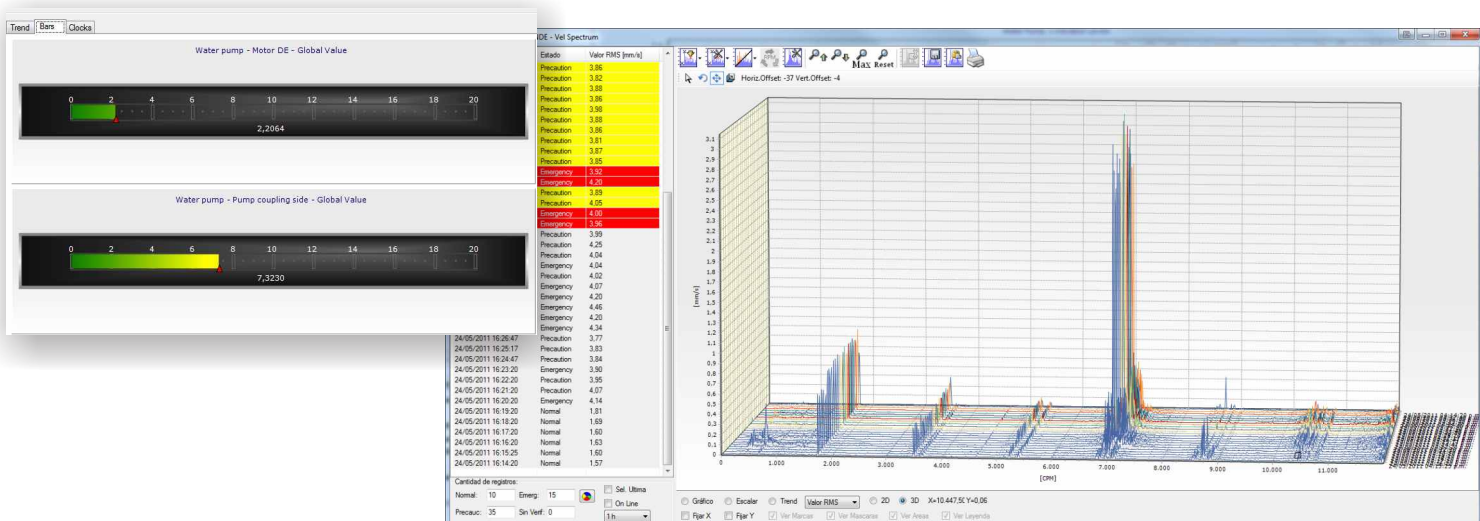 Trend Bars Clocks
Water pump - Motor DE - Global Value
0 2 4 6 8 10 12 14 16 18 20
2,2064
Water pump - Pump coupling side - Global Value
0 2 4 6 8 10 12 14 16 18 20
7,3230
NDE - Vel Spectrum
Estado Valor RMS [mm/s]
Precaution 3,86
Precaution 3,82
Precaution 3,88
Precaution 3,86
Precaution 3,98
Precaution 3,88
Precaution 3,86
Precaution 3,81
Precaution 3,87
Precaution 3,85
Emergency 3,92
Emergency 4,20
Precaution 3,89
Precaution 4,05
Emergency 4,00
Emergency 3,96
Precaution 3,99
Precaution 4,25
Precaution 4,04
Emergency 4,04
Precaution 4,02
Emergency 4,07
Emergency 4,20
Emergency 4,46
Emergency 4,20
Emergency 4,34
24/05/2011 16:26:47 Precaution 3,77
24/05/2011 16:25:17 Precaution 3,83
24/05/2011 16:24:47 Precaution 3,84
24/05/2011 16:23:20 Emergency 3,90
24/05/2011 16:22:20 Precaution 3,95
24/05/2011 16:21:20 Precaution 4,07
24/05/2011 16:20:20 Emergency 4,14
24/05/2011 16:19:20 Normal 1,81
24/05/2011 16:18:20 Normal 1,69
24/05/2011 16:17:20 Normal 1,60
24/05/2011 16:16:20 Normal 1,63
24/05/2011 16:15:25 Normal 1,60
24/05/2011 16:14:20 Normal 1,57
Cantidad de registros:
Normal: 10 Emerg: 15
Precauc: 35 Sin Verif: 0
Sel. Ultima
On Line
1 h
Max Reset
Horiz.Offset: -37 Vert.Offset: -4
3.1
3
2.9
2.8
2.7
2.6
2.5
2.4
2.3
2.2
2.1
2
1.9
1.8
1.7
1.6
1.5
1.4
1.3
1.2
1.1
1
0.9
0.8
0.7
0.6
0.5
0.4
0.3
0.2
0.1
0
[mm/s]
0 1.000 2.000 3.000 4.000 5.000 6.000 7.000 8.000 9.000 10.000 11.000
[CPM]
Gráfico Escalar Trend Valor RMS 2D 3D X=10.447,5( Y=0,06
Fijar X Fijar Y Ver Marcas Ver Mascaras Ver Areas Ver Leyenda